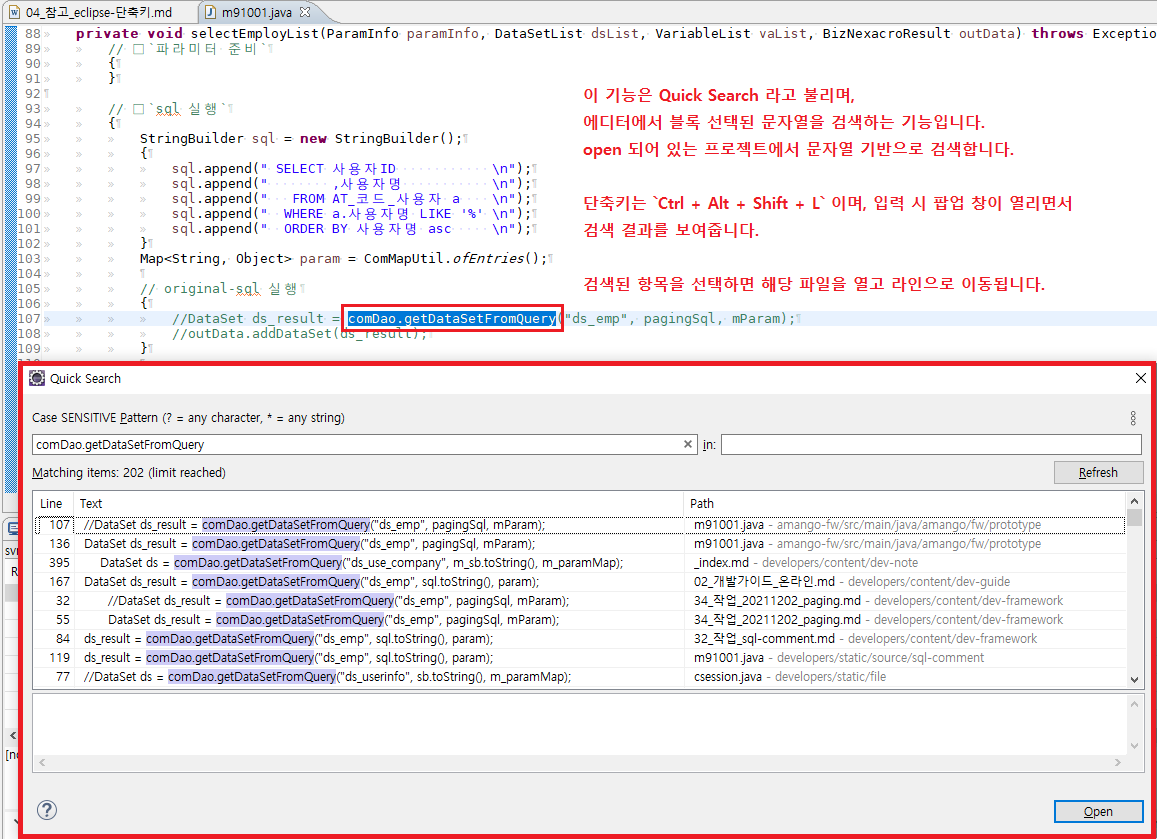 04_참고_eclipse-단축키.md
m91001.java
88 private void selectEmployList(ParamInfo paramInfo, DataSetList dsList, VariableList vaList, BizNexacroResult outData) throws Exceptio
89 // □`파라미터 준비`
90 {
91 }
92
93 // □`sql 실행`
94 {
95 StringBuilder sql = new StringBuilder();
96 {
97 sql.append(" SELECT 사용자ID \n");
98 sql.append(" ,사용자명 \n");
99 sql.append(" FROM AT_코드_사용자 a \n");
100 sql.append(" WHERE a.사용자명 LIKE '%' \n");
101 sql.append(" ORDER BY 사용자명 asc \n");
102 }
103 Map<String, Object> param = ComMapUtil.ofEntries();
104
105 // original-sql 실행
106 {
107 //DataSet ds_result = comDao.getDataSetFromQuery("ds_emp", pagingSql, mParam);
108 //outData.addDataSet(ds_result);
109 }
이 기능은 Quick Search 라고 불리며,
에디터에서 블록 선택된 문자열을 검색하는 기능입니다.
open 되어 있는 프로젝트에서 문자열 기반으로 검색합니다.
단축키는 `Ctrl + Alt + Shift + L` 이며, 입력 시 팝업 창이 열리면서
검색 결과를 보여줍니다.
검색된 항목을 선택하면 해당 파일을 열고 라인으로 이동됩니다.
Quick Search
Case SENSITIVE Pattern (? = any character, * = any string)
comDao.getDataSetFromQuery
in:
Matching items: 202 (limit reached)
Refresh
Line Text Path
107 //DataSet ds_result = comDao.getDataSetFromQuery("ds_emp", pagingSql, mParam); m91001.java - amango-fw/src/main/java/amango/fw/prototype
136 DataSet ds_result = comDao.getDataSetFromQuery("ds_emp", pagingSql, mParam); m91001.java - amango-fw/src/main/java/amango/fw/prototype
395 DataSet ds = comDao.getDataSetFromQuery("ds_use_company", m_sb.toString(), m_paramMap); _index.md - developers/content/dev-note
167 DataSet ds_result = comDao.getDataSetFromQuery("ds_emp", sql.toString(), param); 02_개발가이드_온라인.md - developers/content/dev-guide
32 //DataSet ds_result = comDao.getDataSetFromQuery("ds_emp", pagingSql, mParam); 34_작업_20211202_paging.md - developers/content/dev-framework
55 DataSet ds_result = comDao.getDataSetFromQuery("ds_emp", pagingSql, mParam); 34_작업_20211202_paging.md - developers/content/dev-framework
84 ds_result = comDao.getDataSetFromQuery("ds_emp", sql.toString(), param); 32_작업_sql-comment.md - developers/content/dev-framework
119 ds_result = comDao.getDataSetFromQuery("ds_emp", sql.toString(), param); m91001.java - developers/static/source/sql-comment
77 //DataSet ds = comDao.getDataSetFromQuery("ds_userinfo", sb.toString(), m_paramMap); csession.java - developers/static/file
Open